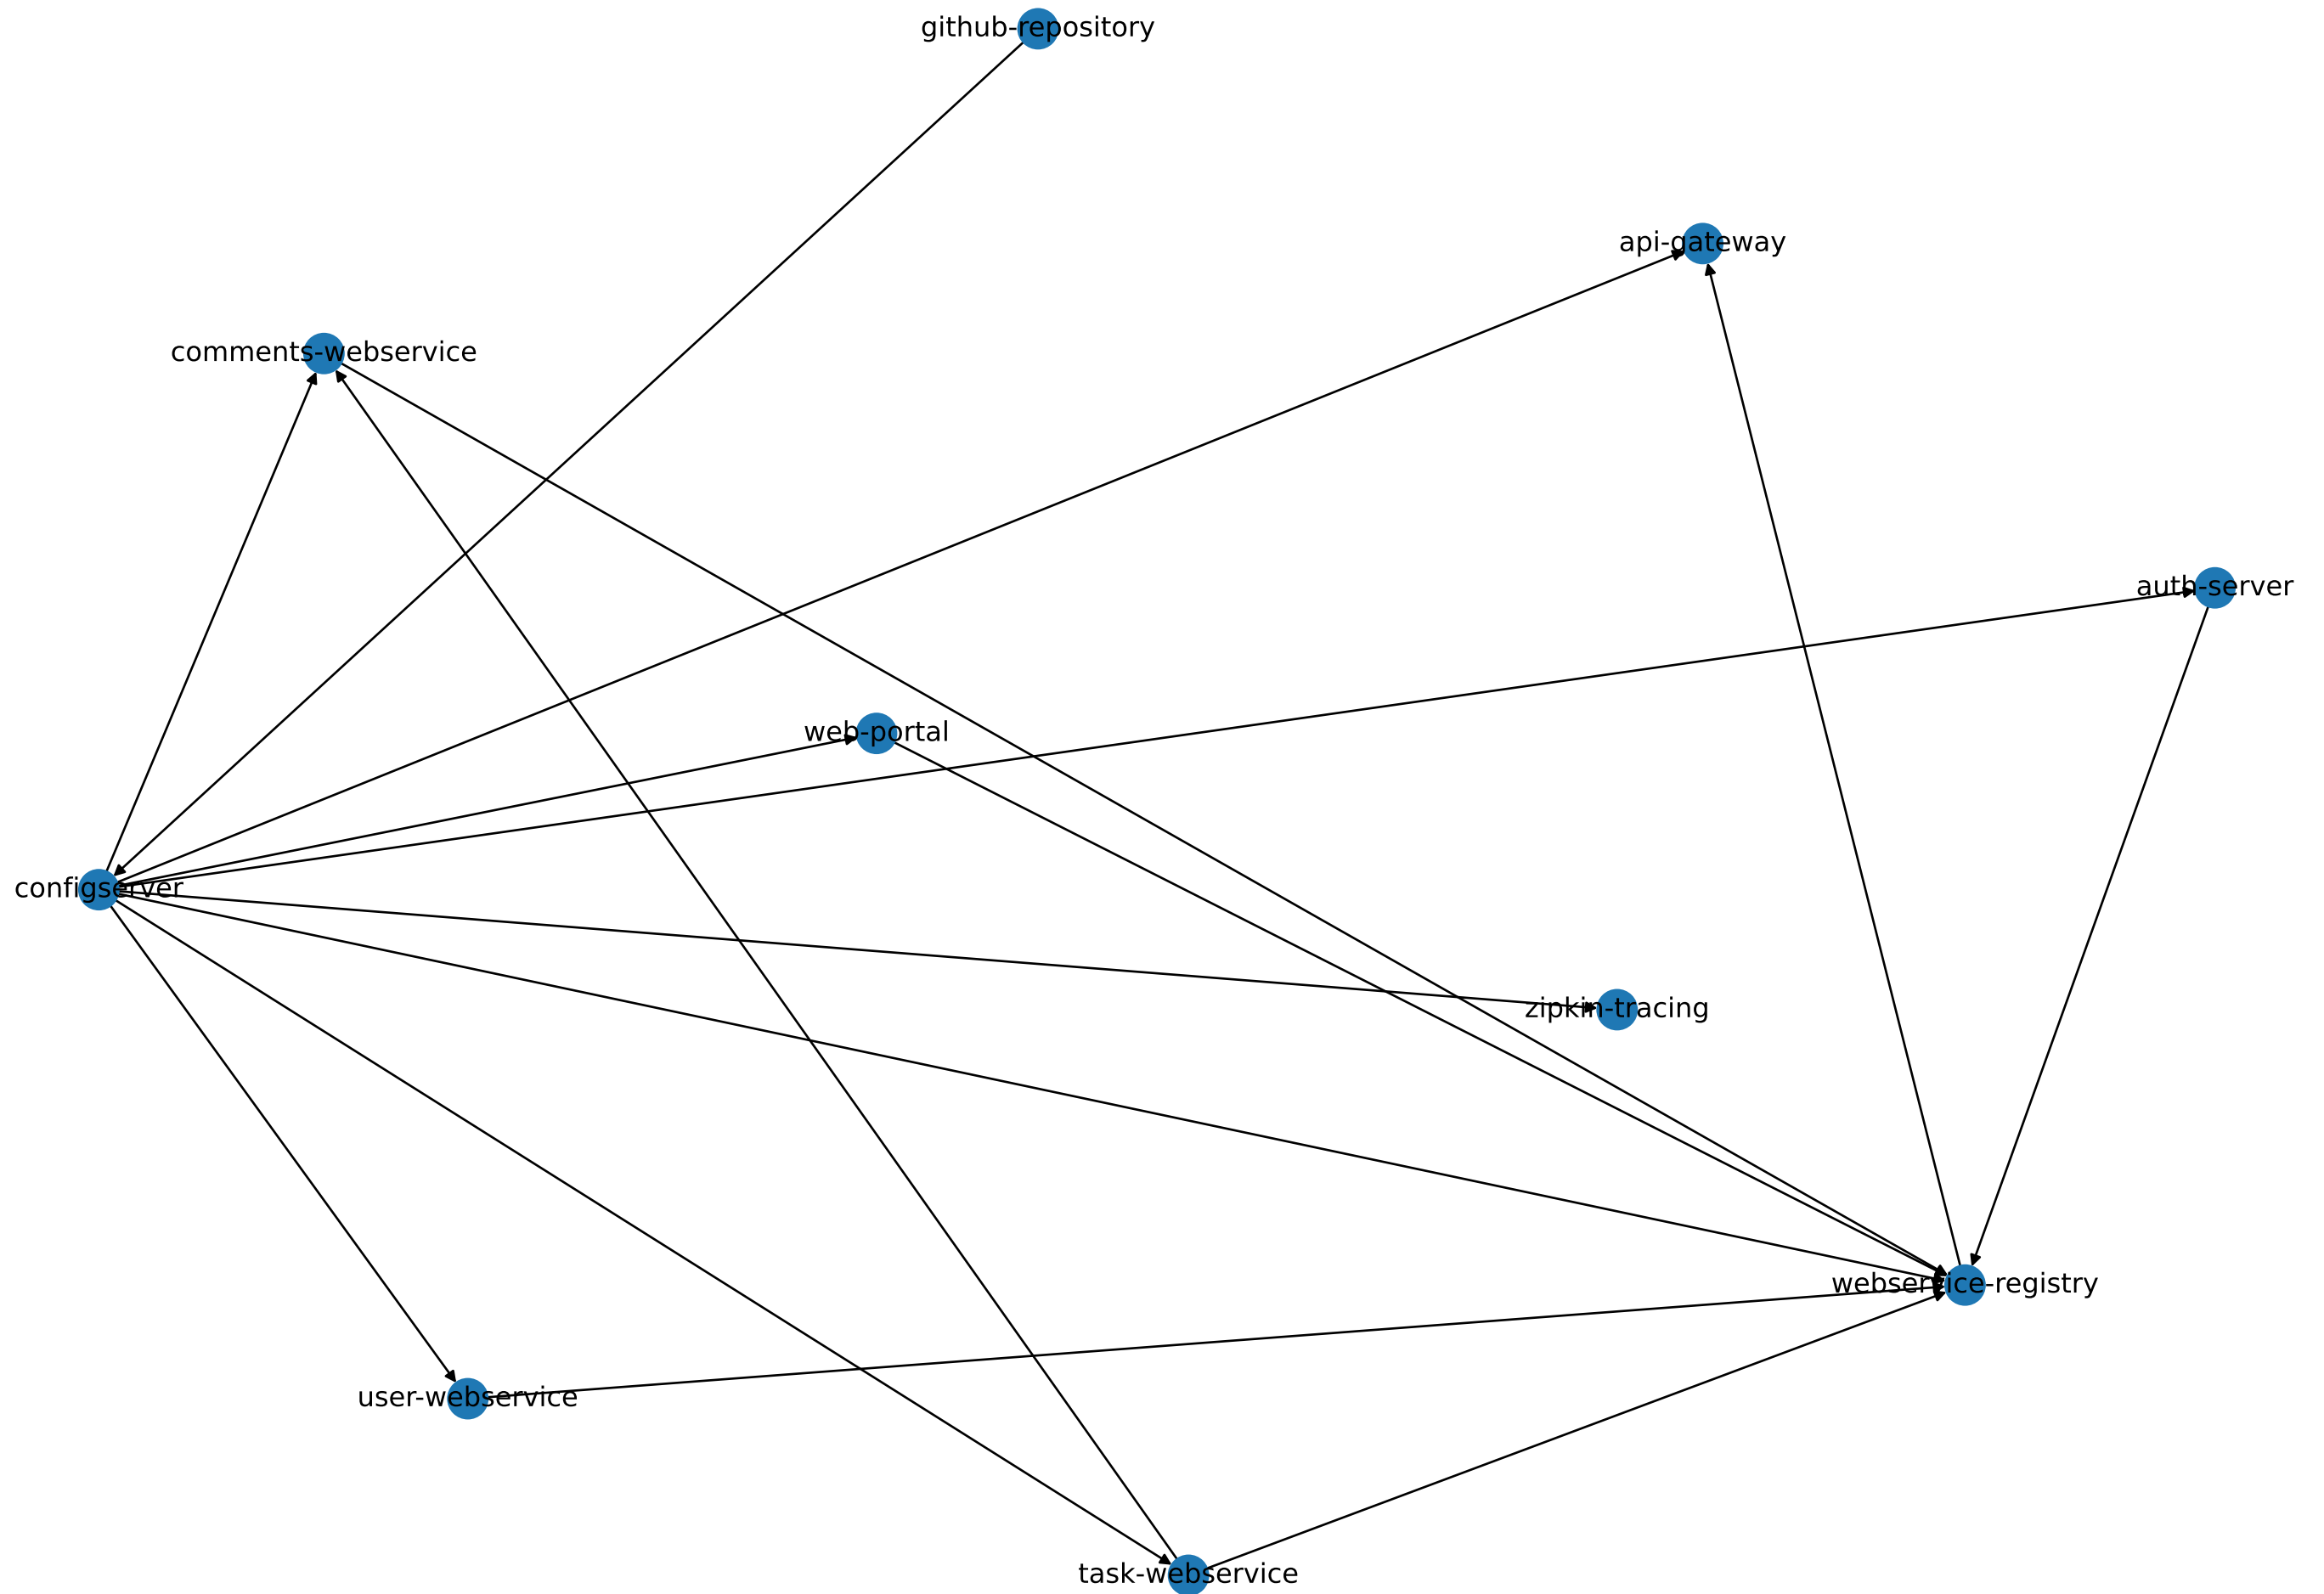 github-repository
api-gateway
comments-webservice
auth-server
web-portal
configserver
zipkin-tracing
webservice-registry
user-webservice
task-webservice